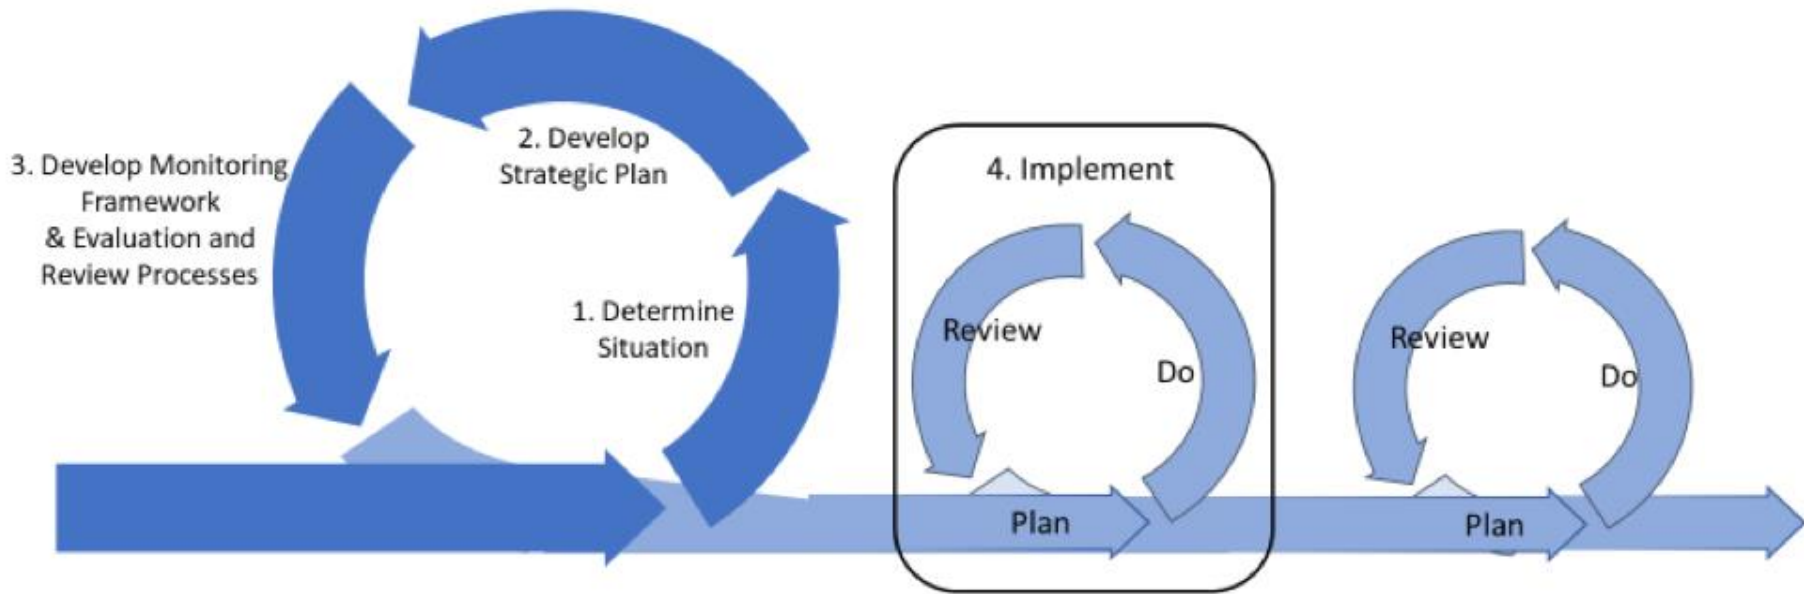 1. Determine
Situation
2. Develop
Strategic Plan
3. Develop Monitoring
Framework
& Evaluation and
Review Processes
4. Implement
Plan
Do
Review
Plan
Do
Review